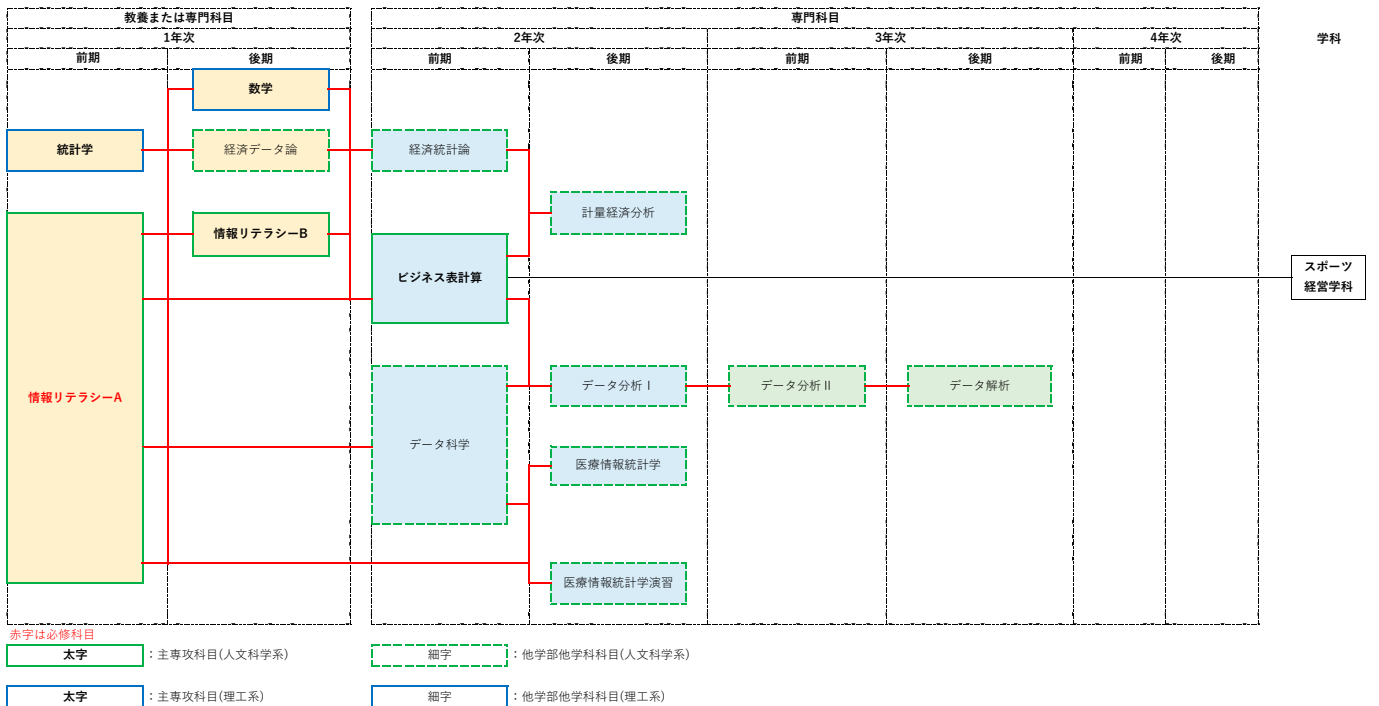 教養または専門科目
専門科目
1年次
2年次
3年次
4年次
学科
前期
後期
前期
後期
前期
後期
前期
後期
数学
統計学
経済データ論
経済統計論
計量経済分析
情報リテラシーB
ビジネス表計算
スポーツ
経営学科
情報リテラシーA
データ分析Ⅰ
データ分析Ⅱ
データ解析
データ科学
医療情報統計学
医療情報統計学演習
赤字は必修科目
太字
：主専攻科目(人文科学系)
細字
：他学部他学科科目(人文科学系)
太字
：主専攻科目(理工系)
細字
：他学部他学科科目(理工系)